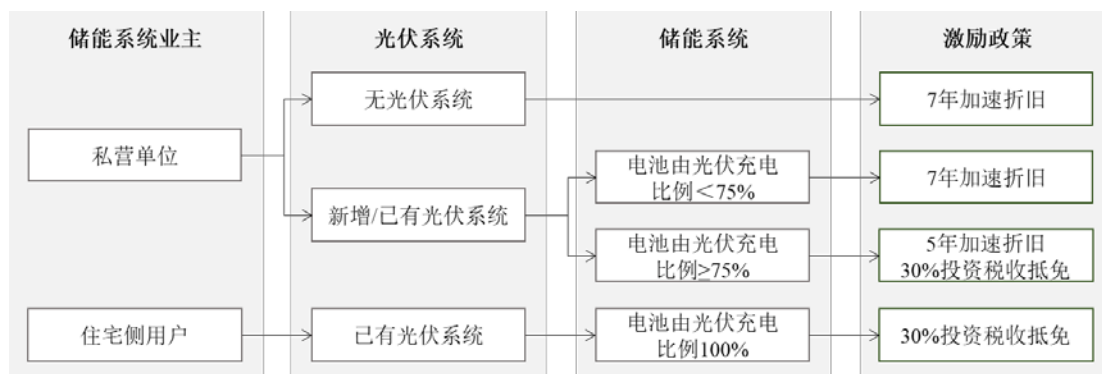 储能系统业主
光伏系统
储能系统
激励政策
私营单位
无光伏系统
7年加速折旧
新增/已有光伏系统
电池由光伏充电
比例＜75%
7年加速折旧
电池由光伏充电
比例≥75%
5年加速折旧
30%投资税收抵免
住宅侧用户
已有光伏系统
电池由光伏充电
比例100%
30%投资税收抵免